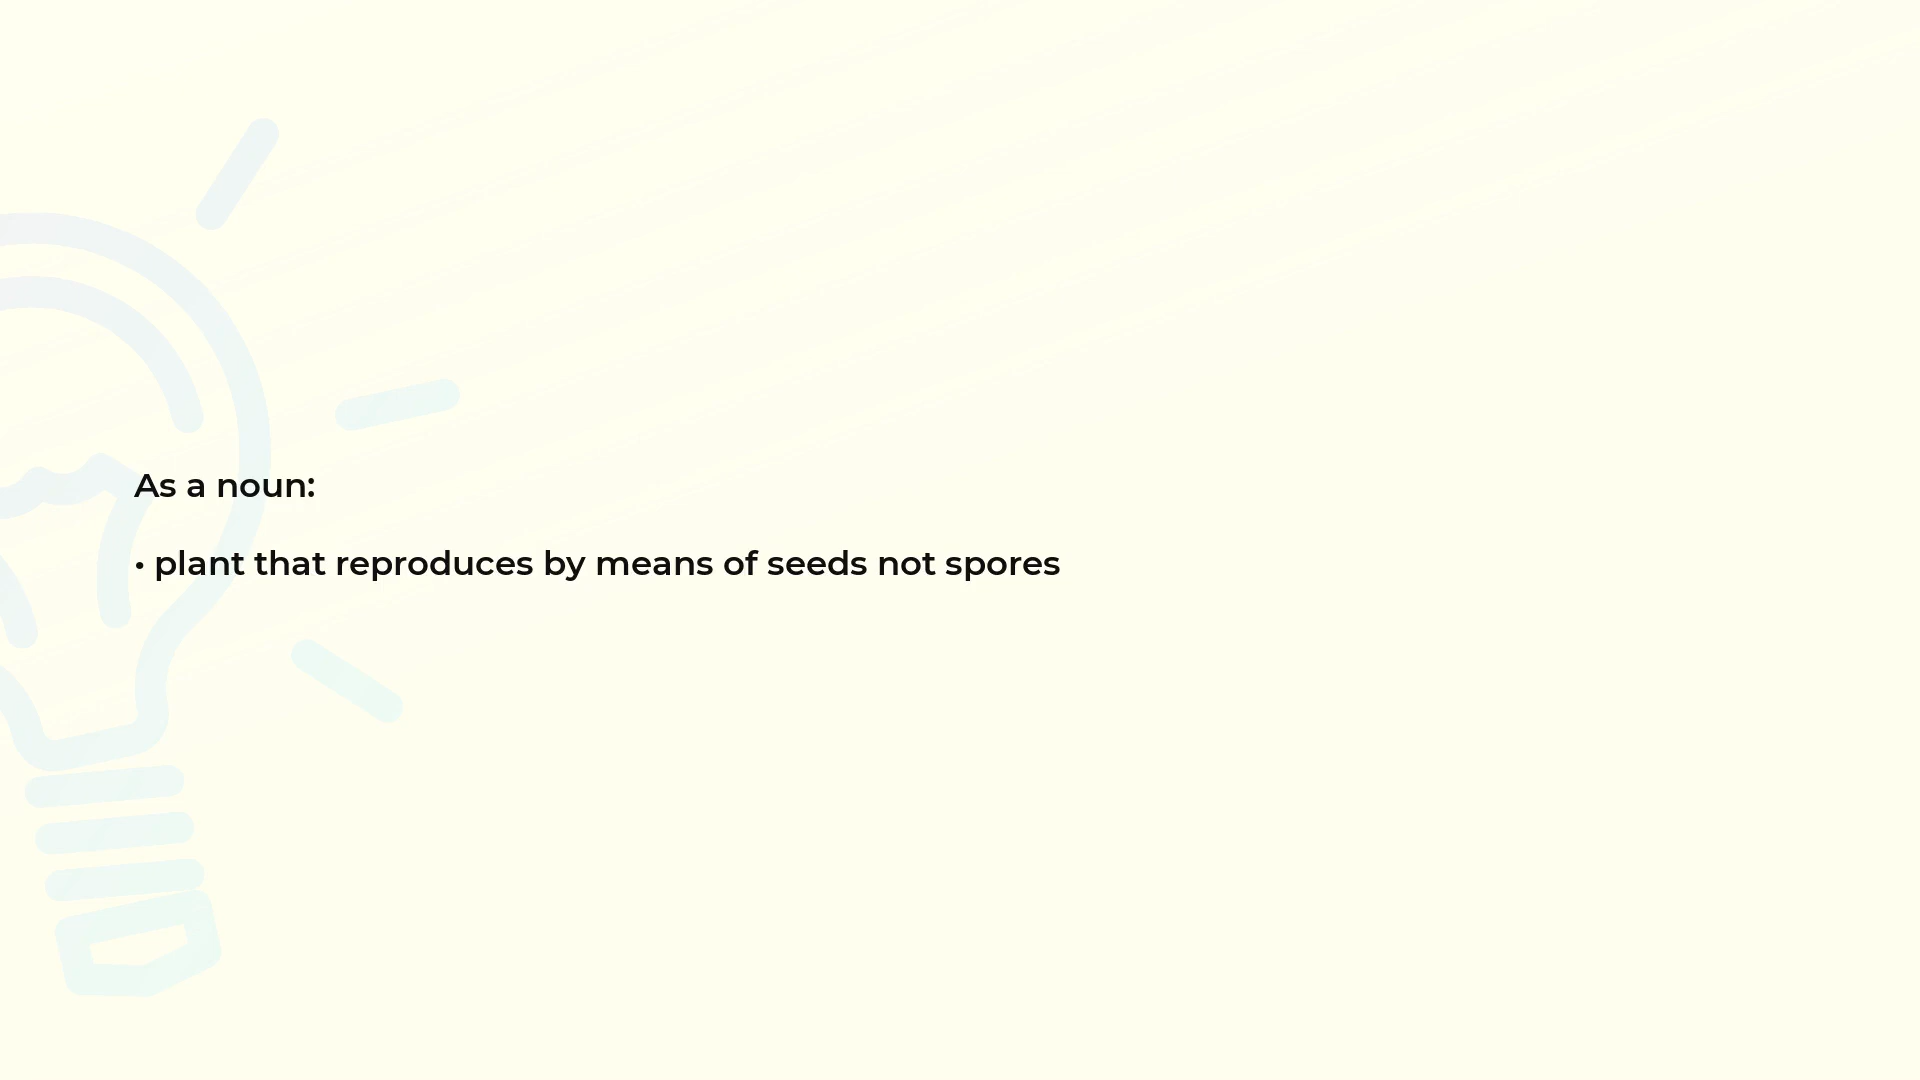 As a noun:
• plant that reproduces by means of seeds not spores